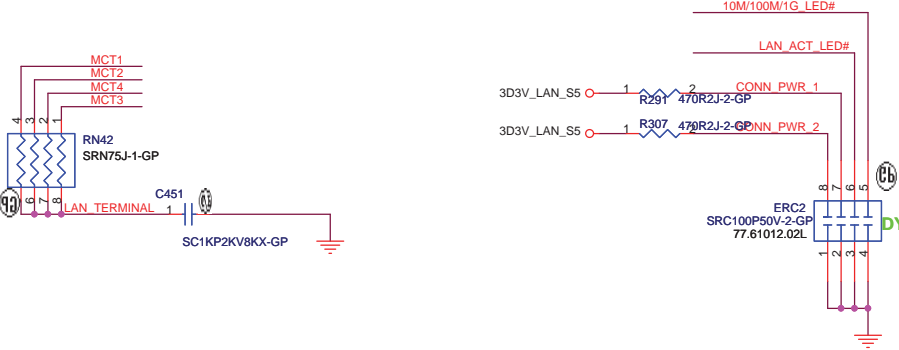 10M/100M/1G_LED#
LAN_ACT_LED#
MCT1
MCT2
MCT4
MCT3
4 3 2 1
RN42
SRN75J-1-GP
6 7 8
LAN_TERMINAL
C451
1
SC1KP2KV8KX-GP
3D3V_LAN_S5
1
2
CONN_PWR_1
R291
470R2J-2-GP
3D3V_LAN_S5
1
R307
470R2J-2-GP
2
CONN_PWR_2
8 7 6 5
ERC2
SRC100P50V-2-GP
77.61012.02L
DY
1 2 3 4